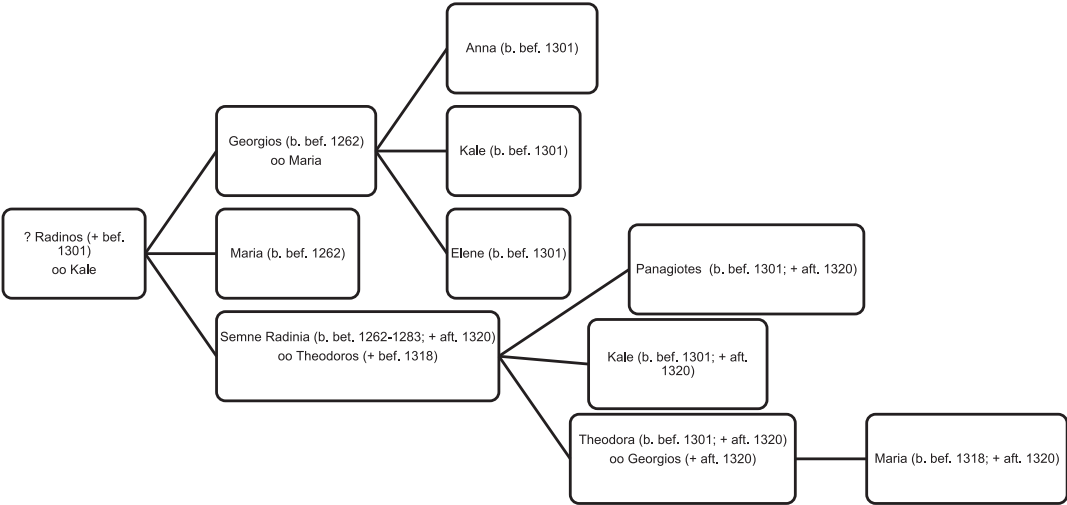 Anna (b. bef. 1301)
Georgios (b. bef. 1262)
oo Maria
Kale (b. bef. 1301)
? Radinos (+ bef.
1301)
oo Kale
Maria (b. bef. 1262)
Elene (b. bef. 1301)
Panagiotes  (b. bef. 1301; + aft. 1320)
Semne Radinia (b. bet. 1262-1283; + aft. 1320)
oo Theodoros (+ bef. 1318)
Kale (b. bef. 1301; + aft.
1320)
Theodora (b. bef. 1301; + aft. 1320)
oo Georgios (+ aft. 1320)
Maria (b. bef. 1318; + aft. 1320)